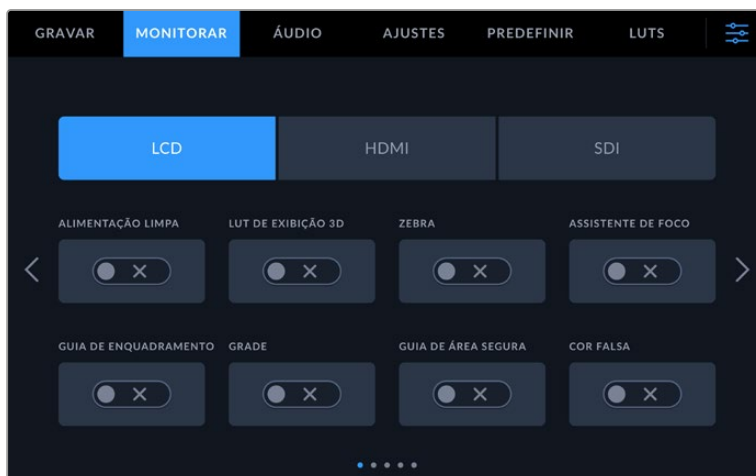 GRAVAR MONITORAR ÁUDIO AJUSTES PREDEFINIR LUTS
LCD HDMI SDI
ALIMENTAÇÃO LIMPA LUT DE EXIBIÇÃO 3D ZEBRA ASSISTENTE DE FOCO
GUIA DE ENQUADRAMENTO GRADE GUIA DE ÁREA SEGURA COR FALSA